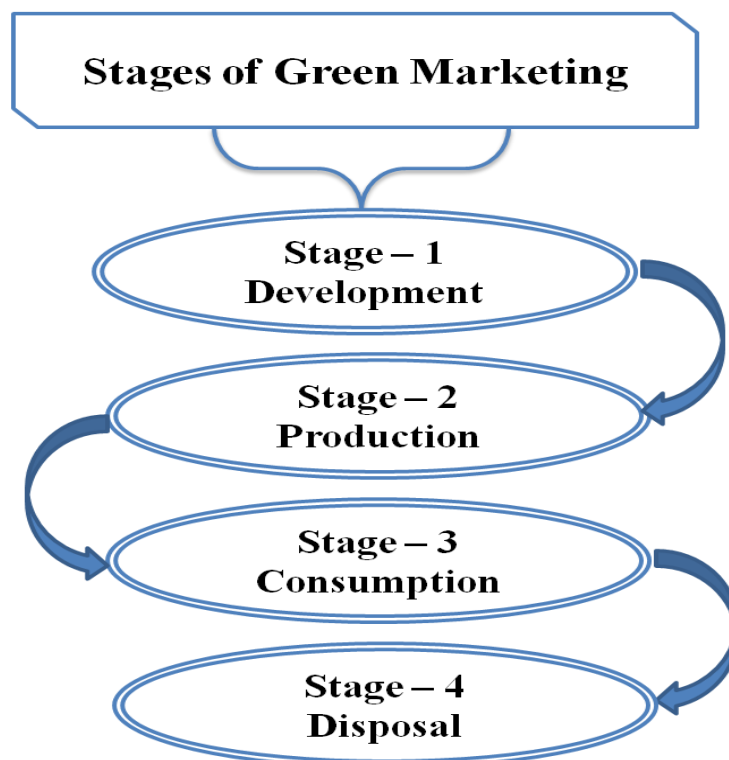 Stages of Green Marketing
Stage – 1
Development
Stage – 2
Production
Stage – 3
Consumption
Stage – 4
Disposal